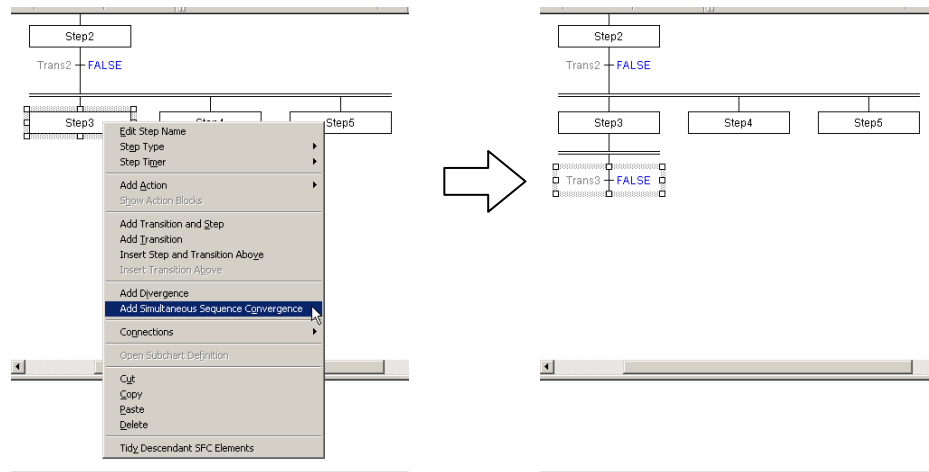 Step2
Trans2 FALSE
Step3
Step5
Edit Step Name
Step Type
Step Timer
Add Action
Show Action Blocks
Add Transition and Step
Add Transition
Insert Step and Transition Above
Insert Transition Above
Add Divergence
Add Simultaneous Sequence Convergence
Connections
Open Subchart Definition
Cut
Copy
Paste
Delete
Tidy Descendant SFC Elements
Step2
Trans2 FALSE
Step3 Step4 Step5
Trans3 FALSE